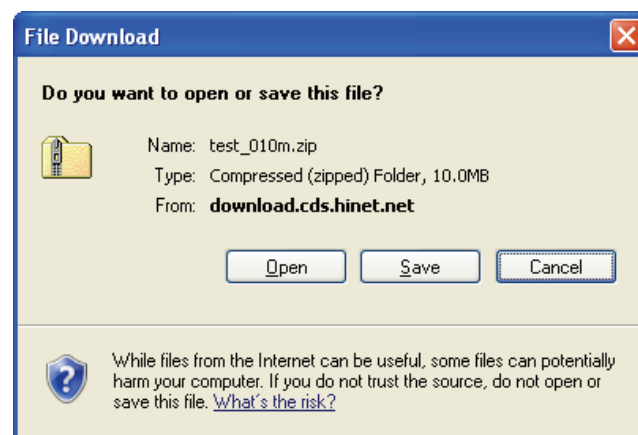 File Download
Do you want to open or save this file?
Name: test_010m.zip
Type: Compressed (zipped) Folder, 10.0MB
From: download.cds.hinet.net
Open Save Cancel
While files from the Internet can be useful, some files can potentially
harm your computer. If you do not trust the source, do not open or
save this file. What's the risk?